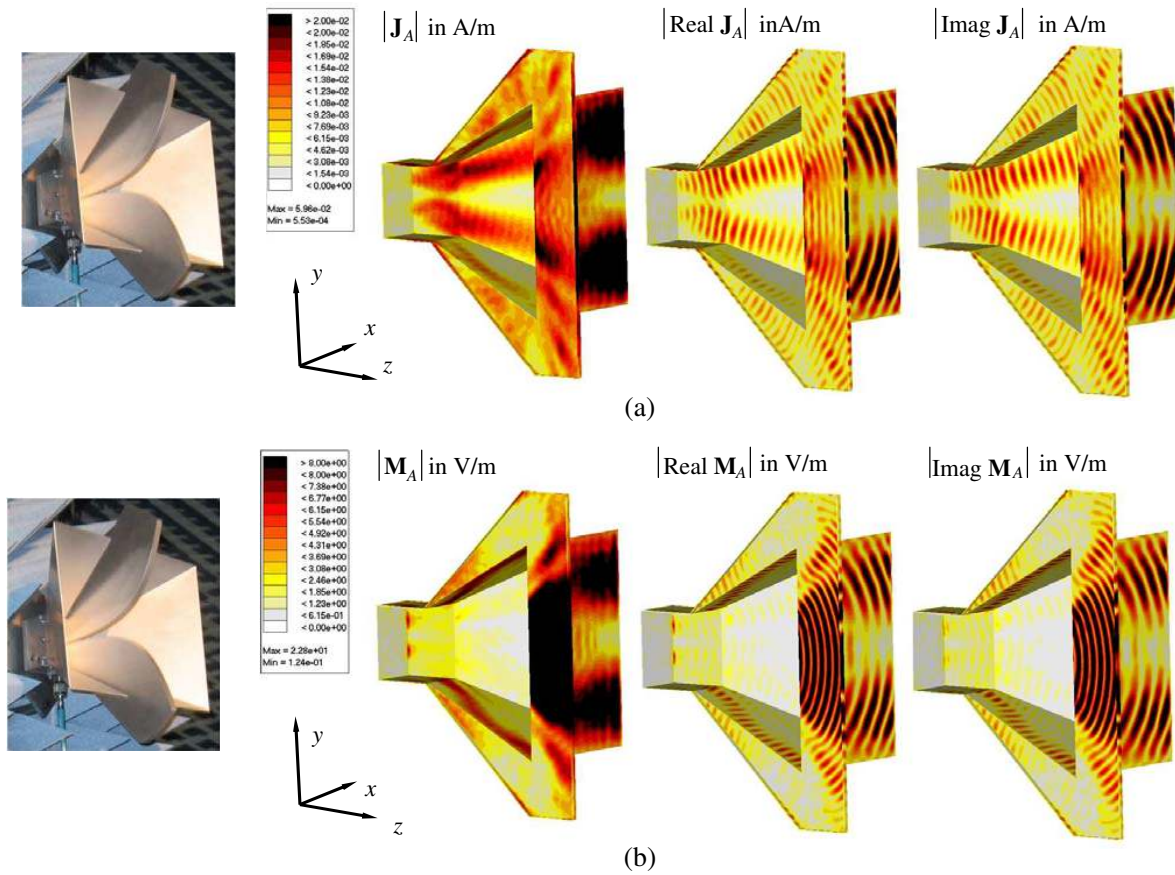 |J_A| in A/m
|Real J_A| inA/m
|Imag J_A| in A/m
> 2.00e-02
< 2.00e-02
< 1.85e-02
< 1.69e-02
< 1.54e-02
< 1.38e-02
< 1.23e-02
< 1.08e-02
< 9.23e-03
< 7.69e-03
< 6.15e-03
< 4.62e-03
< 3.08e-03
< 1.54e-03
< 0.00e+00
Max = 5.96e-02
Min = 5.53e-04
y
x
z
(a)
|M_A| in V/m
|Real M_A| in V/m
|Imag M_A| in V/m
> 8.00e+00
< 8.00e+00
< 7.38e+00
< 6.77e+00
< 6.15e+00
< 5.54e+00
< 4.92e+00
< 4.31e+00
< 3.69e+00
< 3.08e+00
< 2.46e+00
< 1.85e+00
< 1.23e+00
< 6.15e-01
< 0.00e+00
Max = 2.28e+01
Min = 1.24e-01
y
x
z
(b)